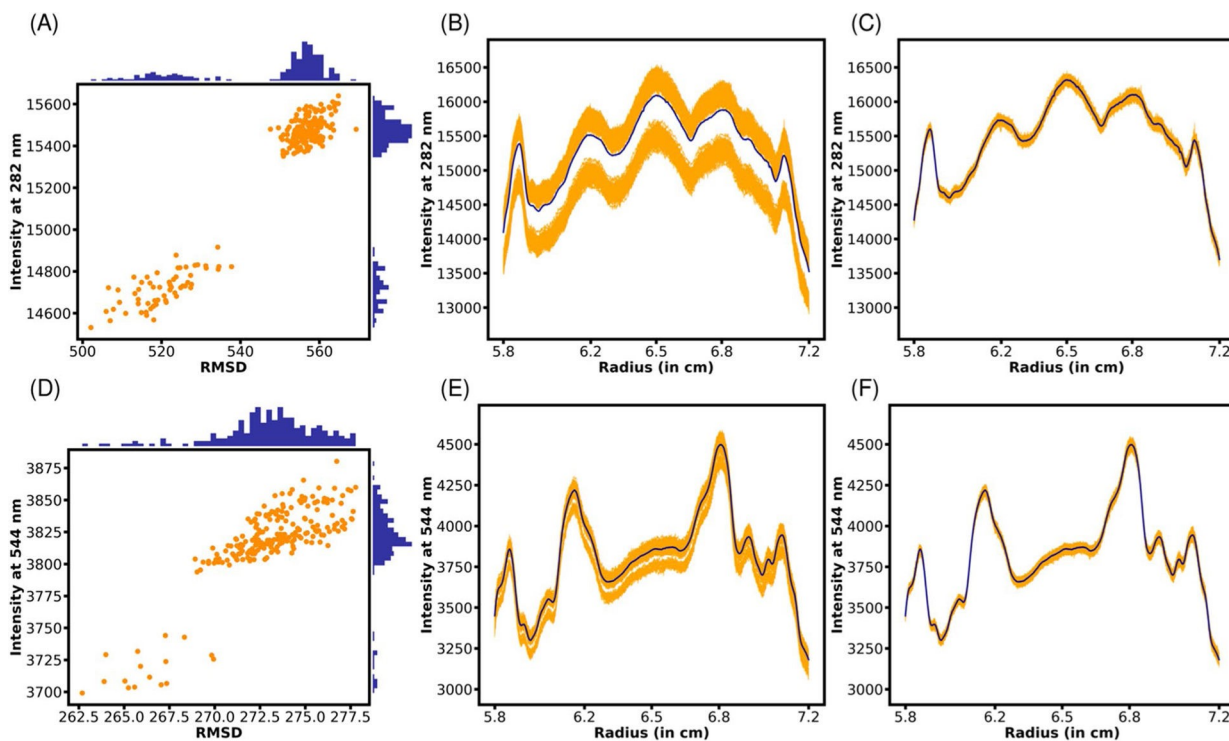 (A)
(B)
(C)
15600
15400
15200
15000
14800
14600
Intensity at 282 nm
500 520 540 560
RMSD
16500
16000
15500
15000
14500
14000
13500
13000
Intensity at 282 nm
5.8 6.2 6.5 6.8 7.2
Radius (in cm)
16500
16000
15500
15000
14500
14000
13500
13000
Intensity at 282 nm
5.8 6.2 6.5 6.8 7.2
Radius (in cm)
(D)
(E)
(F)
3875
3850
3825
3800
3775
3750
3725
3700
Intensity at 544 nm
262.5 265.0 267.5 270.0 272.5 275.0 277.5
RMSD
4500
4250
4000
3750
3500
3250
3000
Intensity at 544 nm
5.8 6.2 6.5 6.8 7.2
Radius (in cm)
4500
4250
4000
3750
3500
3250
3000
Intensity at 544 nm
5.8 6.2 6.5 6.8 7.2
Radius (in cm)